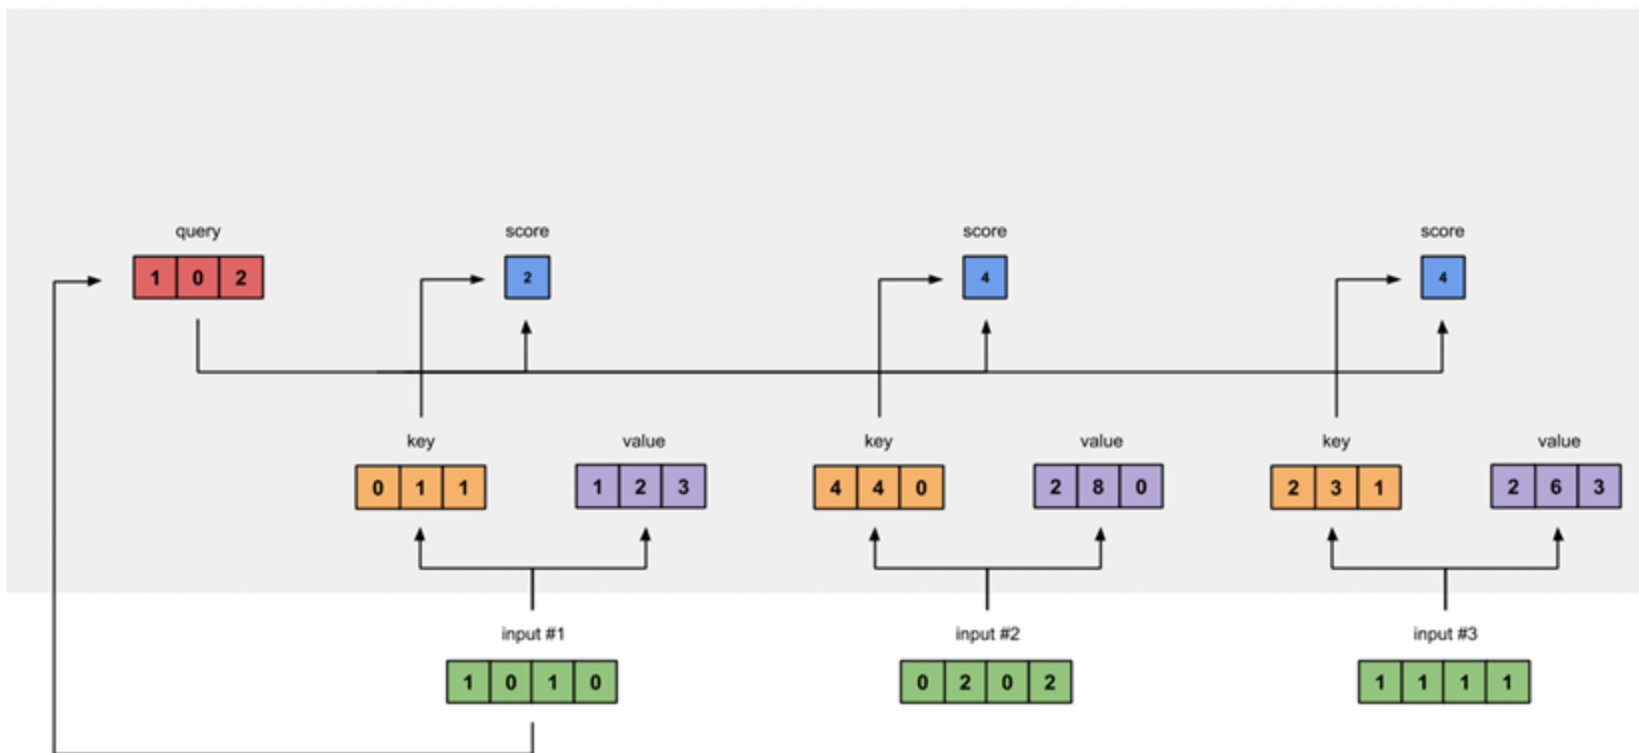 query score score score
1 0 2 2 4 4
key value key value key value
0 1 1 1 2 3 4 4 0 2 8 0 2 3 1 2 6 3
input #1 input #2 input #3
1 0 1 0 0 2 0 2 1 1 1 1